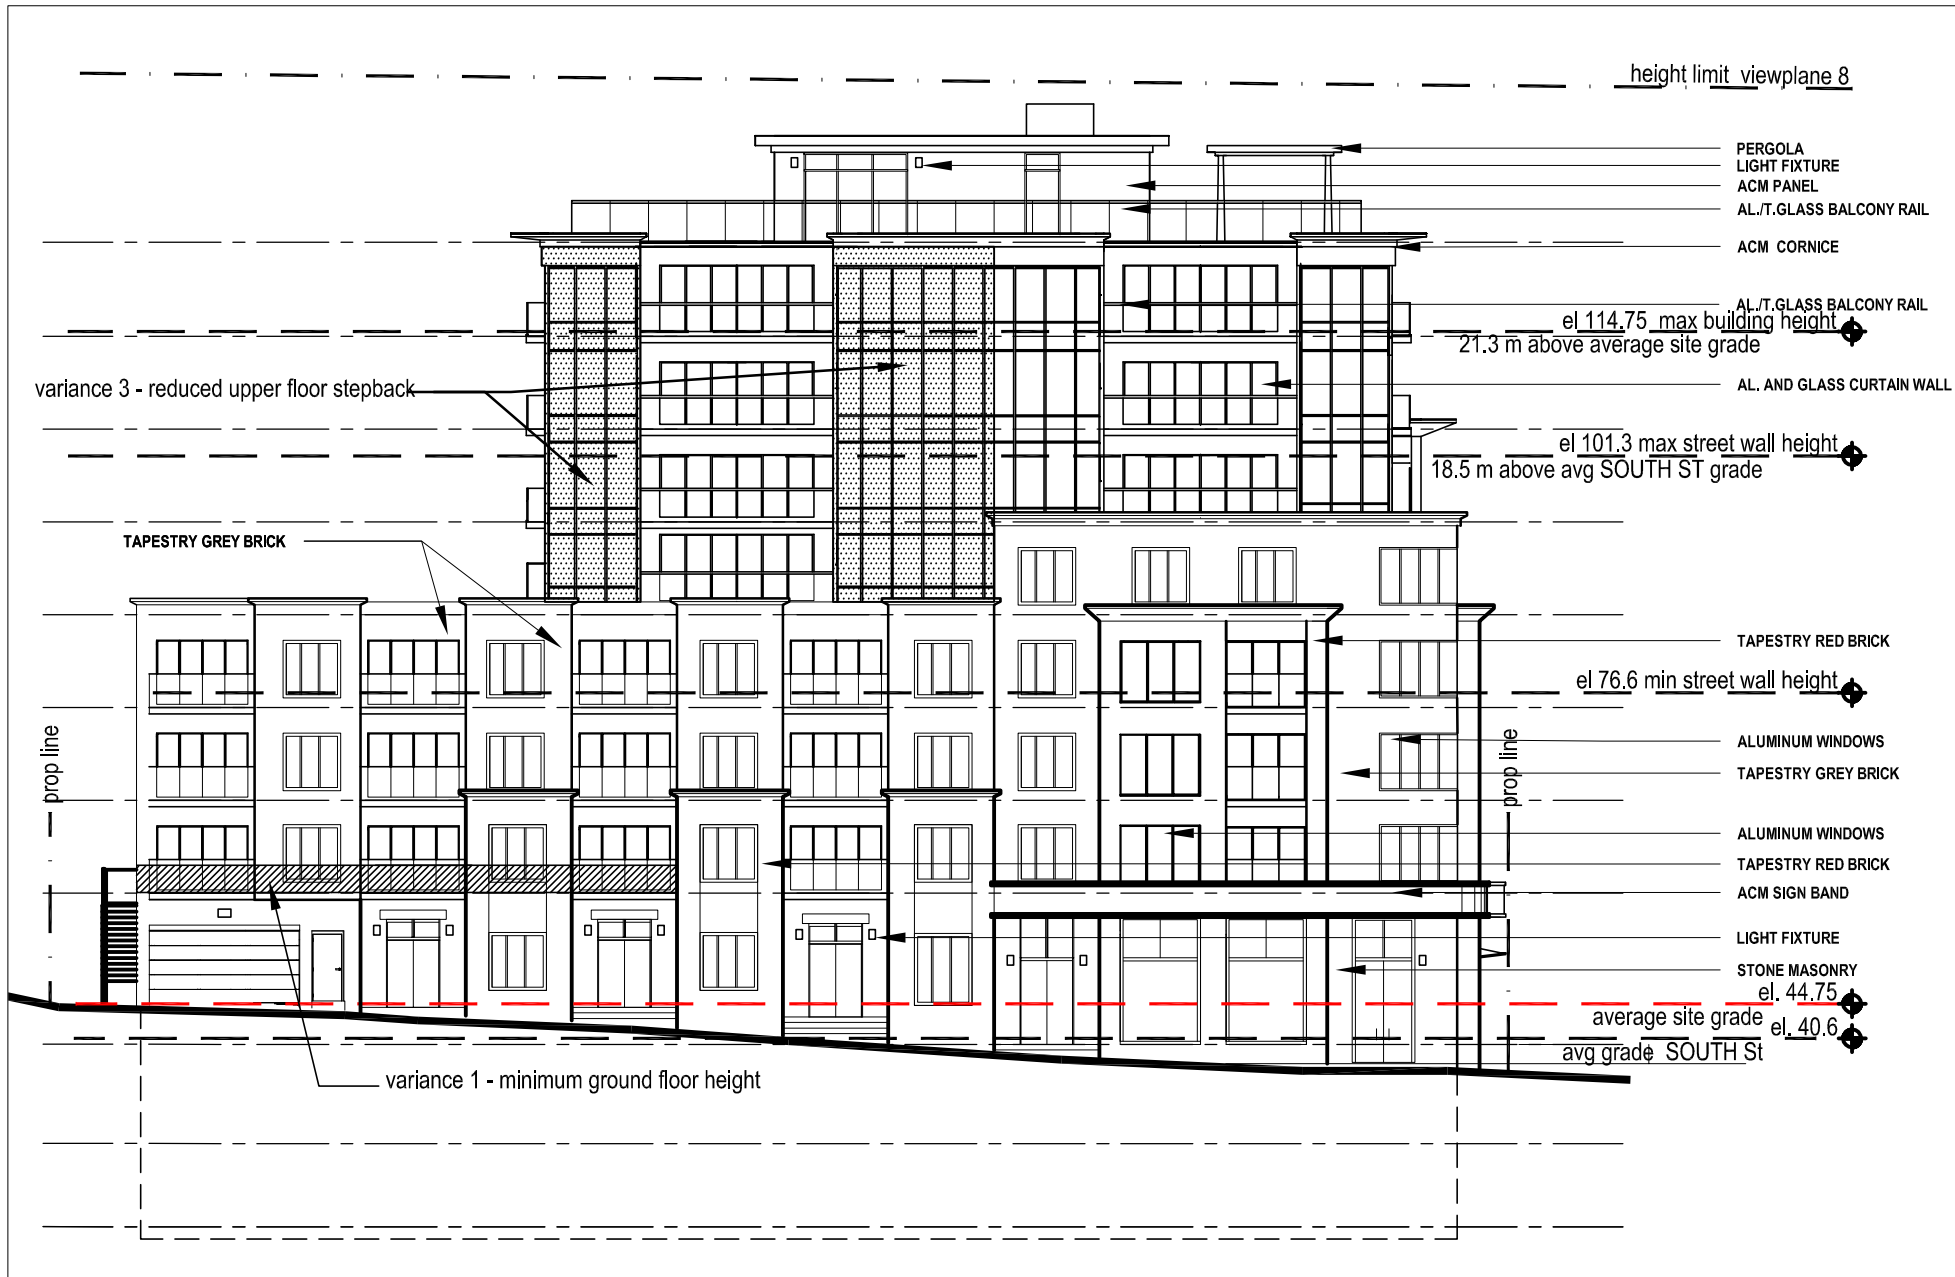 height limit viewplane 8
PERGOLA
LIGHT FIXTURE
ACM PANEL
AL./T.GLASS BALCONY RAIL
ACM CORNICE
AL./T.GLASS BALCONY RAIL
el 114.75 max building height
21.3 m above average site grade
variance 3 - reduced upper floor stepback
AL. AND GLASS CURTAIN WALL
el 101.3 max street wall height
18.5 m above avg SOUTH ST grade
TAPESTRY GREY BRICK
TAPESTRY RED BRICK
el 76.6 min street wall height
prop line
prop line
ALUMINUM WINDOWS
TAPESTRY GREY BRICK
ALUMINUM WINDOWS
TAPESTRY RED BRICK
ACM SIGN BAND
LIGHT FIXTURE
STONE MASONRY
el. 44.75
average site grade
el. 40.6
avg grade SOUTH St
variance 1 - minimum ground floor height